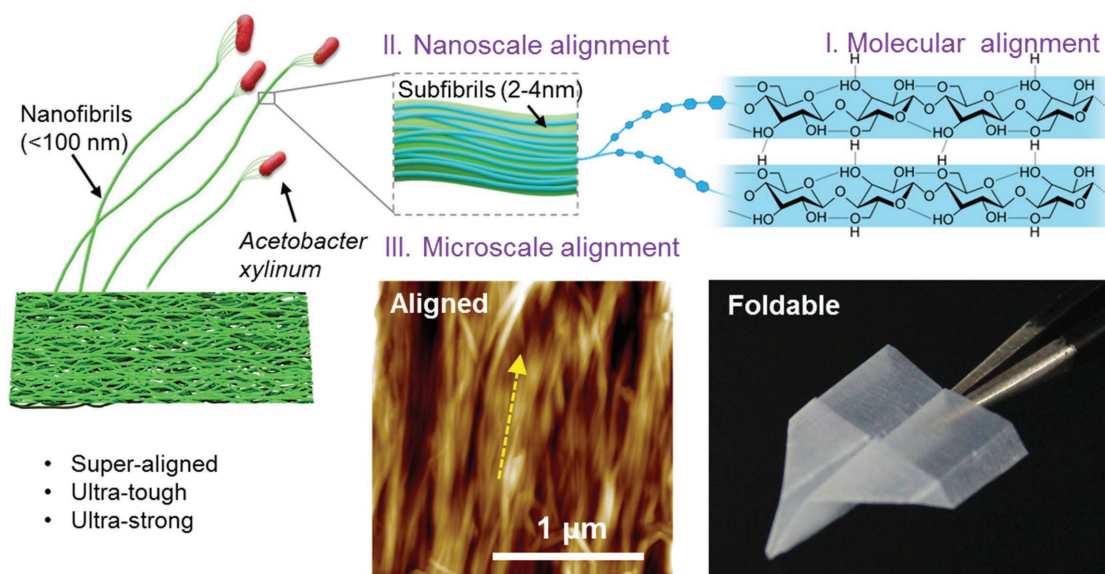 II. Nanoscale alignment
I. Molecular alignment
Nanofibrils
(<100 nm)
Subfibrils (2-4nm)
Acetobacter
xylinum
III. Microscale alignment
Aligned
1 µm
Foldable
• Super-aligned
• Ultra-tough
• Ultra-strong